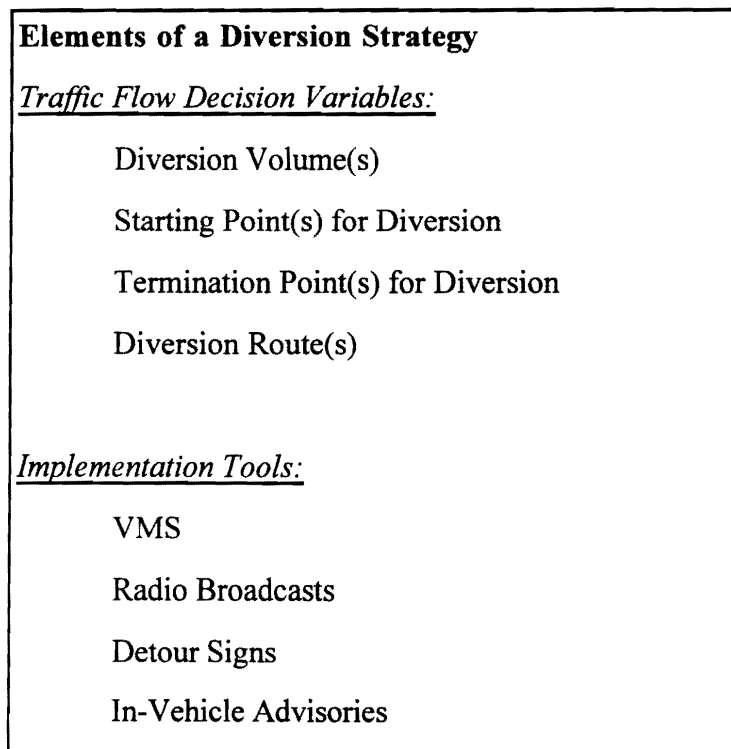 Elements of a Diversion Strategy
Traffic Flow Decision Variables:
Diversion Volume(s)
Starting Point(s) for Diversion
Termination Point(s) for Diversion
Diversion Route(s)
Implementation Tools:
VMS
Radio Broadcasts
Detour Signs
In-Vehicle Advisories